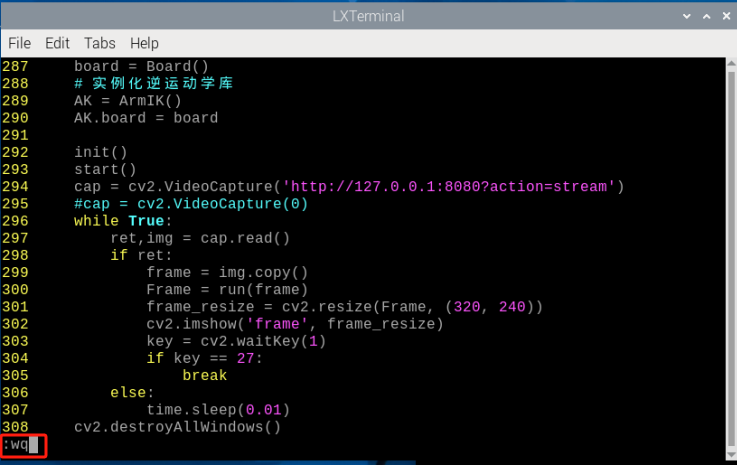 LXTerminal
File Edit Tabs Help
287     board = Board()
288     # 实例化逆运动学库
289     AK = ArmIK()
290     AK.board = board
291
292     init()
293     start()
294     cap = cv2.VideoCapture('http://127.0.0.1:8080?action=stream')
295     #cap = cv2.VideoCapture(0)
296     while True:
297         ret,img = cap.read()
298         if ret:
299             frame = img.copy()
300             Frame = run(frame)
301             frame_resize = cv2.resize(Frame, (320, 240))
302             cv2.imshow('frame', frame_resize)
303             key = cv2.waitKey(1)
304             if key == 27:
305                 break
306         else:
307             time.sleep(0.01)
308     cv2.destroyAllWindows()
:wq